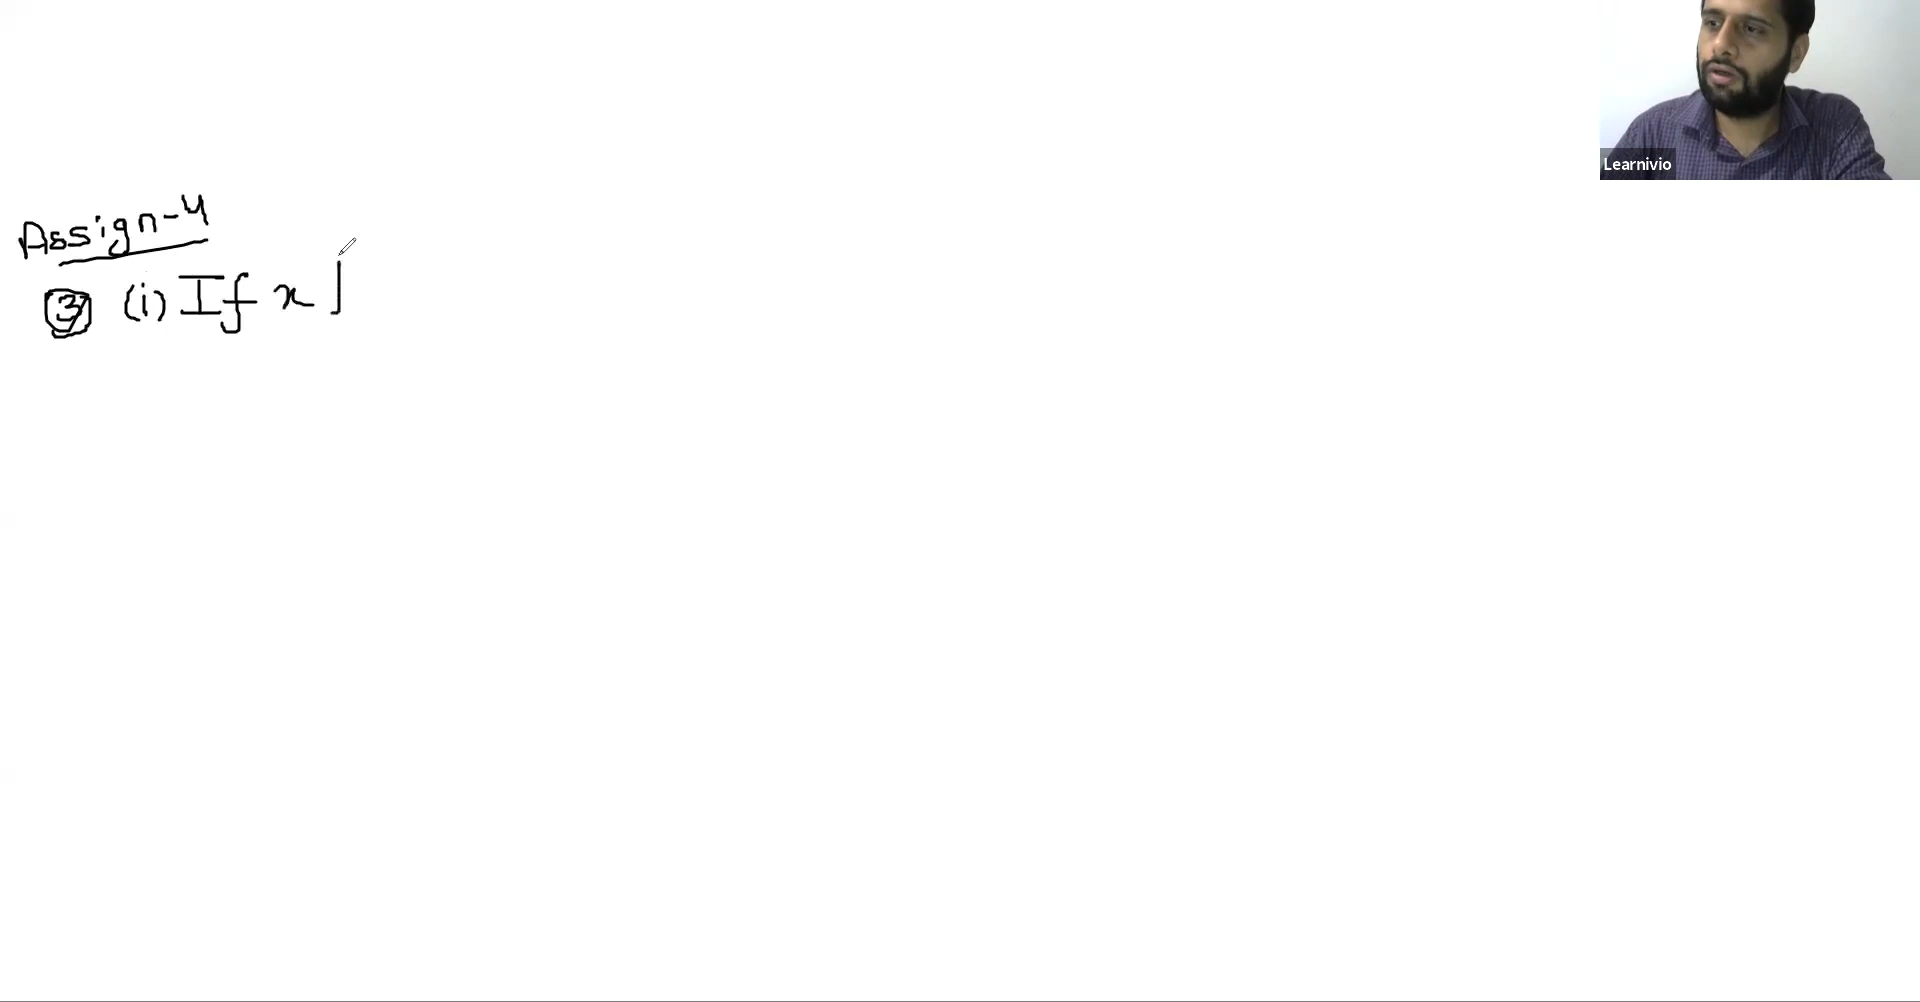 Learnivio
Assign-4
③ (i) If x